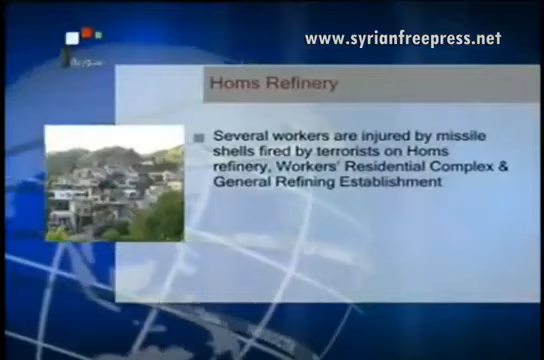 www.syrianfreepress.net
سورية
Homs Refinery
Several workers are injured by missile
shells fired by terrorists on Homs
refinery, Workers' Residential Complex &
General Refining Establishment